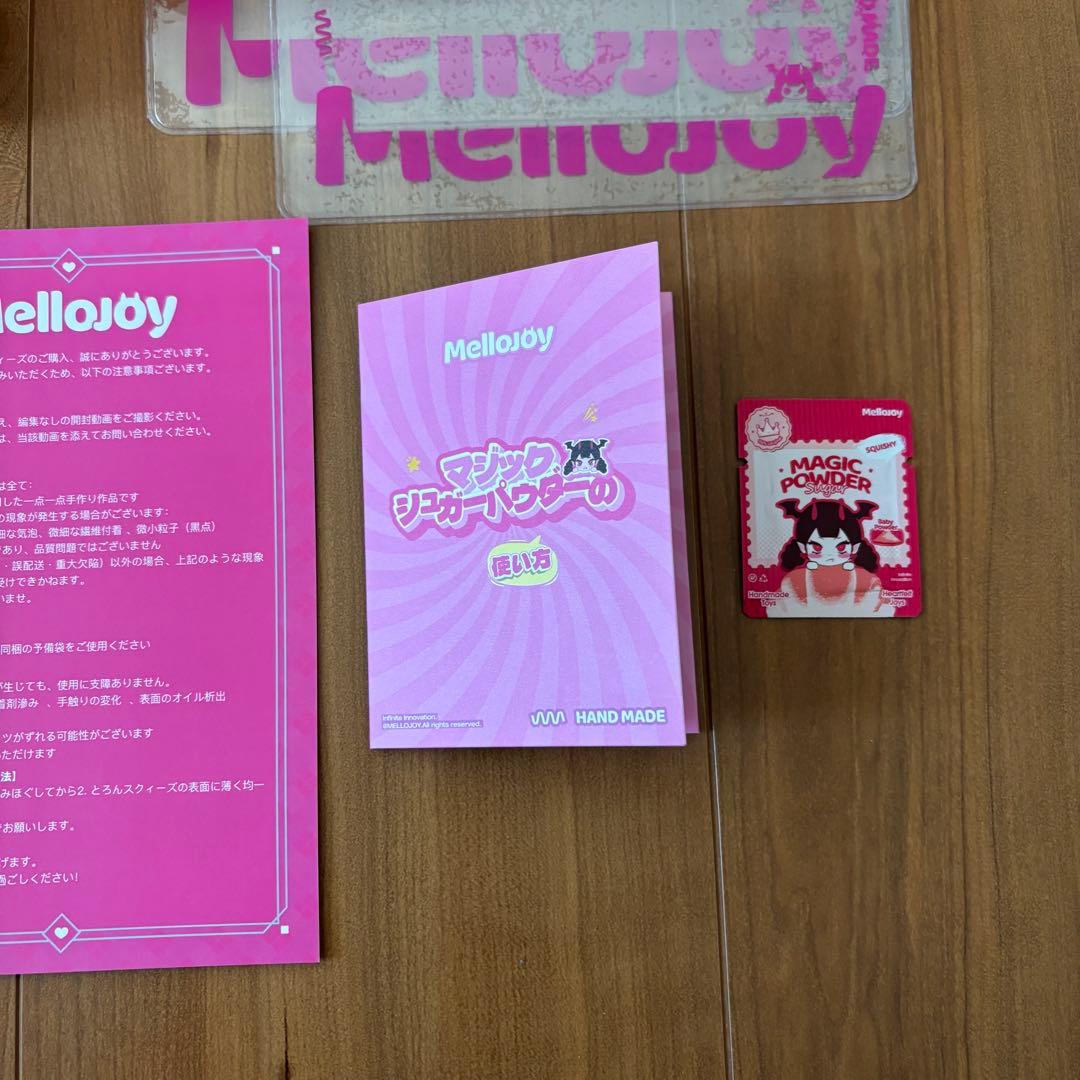 MelloJoy
MADE
MelloJoy
MelloJoy
ィーズのご購入、誠にありがとうございます。
みいただくため、以下の注意事項ございます。
え、編集なしの開封動画をご撮影ください。
は、当該動画を添えてお問い合わせください。
は全て:
した一点一点手作り作品です
の現象が発生する場合がございます:
細な気泡、微細な繊維付着 、微小粒子（黒点）
であり、品質問題ではございません
・誤配送・重大欠陥）以外の場合、上記のような現象
受けできかねます。
いませ。
同梱の予備袋をご使用ください
が生じても、使用に支障ありません。
着剤滲み 、手触りの変化 、表面のオイル析出
ツがずれる可能性がございます
いただけます
法】
みほぐしてから2. とろんスクィーズの表面に薄く均一
でお願いします。
げます。
過ごしください!
MelloJoy
マジック
シュガーパウダーの
使い方
Infinite Innovation.
©MELLOJOY.All rights reserved.
HAND MADE
MelloJoy
SQUISHY
MAGIC
POWDER
Sugar
Baby
Powder
Infinite
Innovation
Handmade
Toys
Hearted
Joys